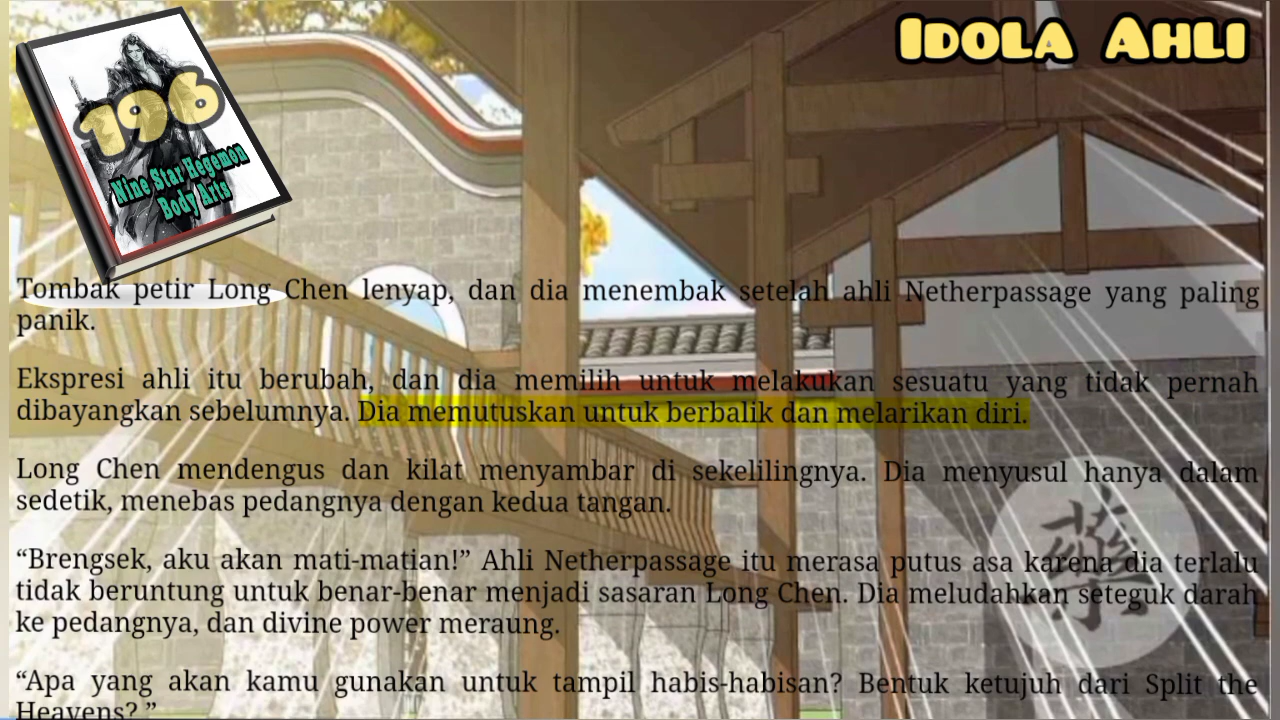 Idola Ahli
196
Nine Star Hegemon
Body Arts
Tombak petir Long Chen lenyap, dan dia menembak setelah ahli Netherpassage yang paling
panik.
Ekspresi ahli itu berubah, dan dia memilih untuk melakukan sesuatu yang tidak pernah
dibayangkan sebelumnya. Dia memutuskan untuk berbalik dan melarikan diri.
Long Chen mendengus dan kilat menyambar di sekelilingnya. Dia menyusul hanya dalam
sedetik, menebas pedangnya dengan kedua tangan.
“Brengsek, aku akan mati-matian!” Ahli Netherpassage itu merasa putus asa karena dia terlalu
tidak beruntung untuk benar-benar menjadi sasaran Long Chen. Dia meludahkan seteguk darah
ke pedangnya, dan divine power meraung.
藥
“Apa yang akan kamu gunakan untuk tampil habis-habisan? Bentuk ketujuh dari Split the
Heavens? ”